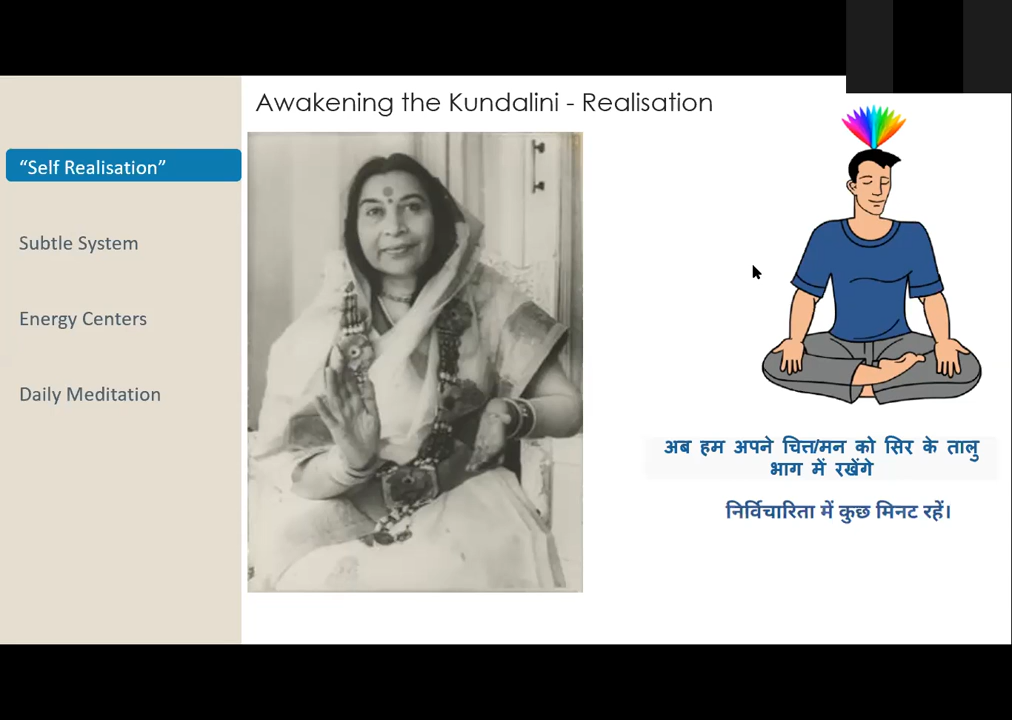 Awakening the Kundalini - Realisation
“Self Realisation”
Subtle System
Energy Centers
Daily Meditation
अब हम अपने चित्त/मन को सिर के तालु
भाग में रखेंगे
निर्विचारिता में कुछ मिनट रहें।